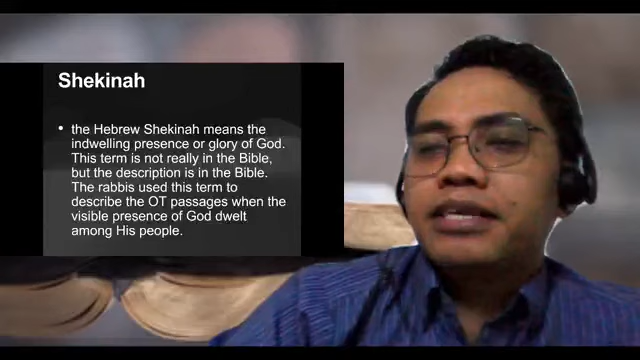 Shekinah
• the Hebrew Shekinah means the
indwelling presence or glory of God.
This term is not really in the Bible,
but the description is in the Bible.
The rabbis used this term to
describe the OT passages when the
visible presence of God dwelt
among His people.